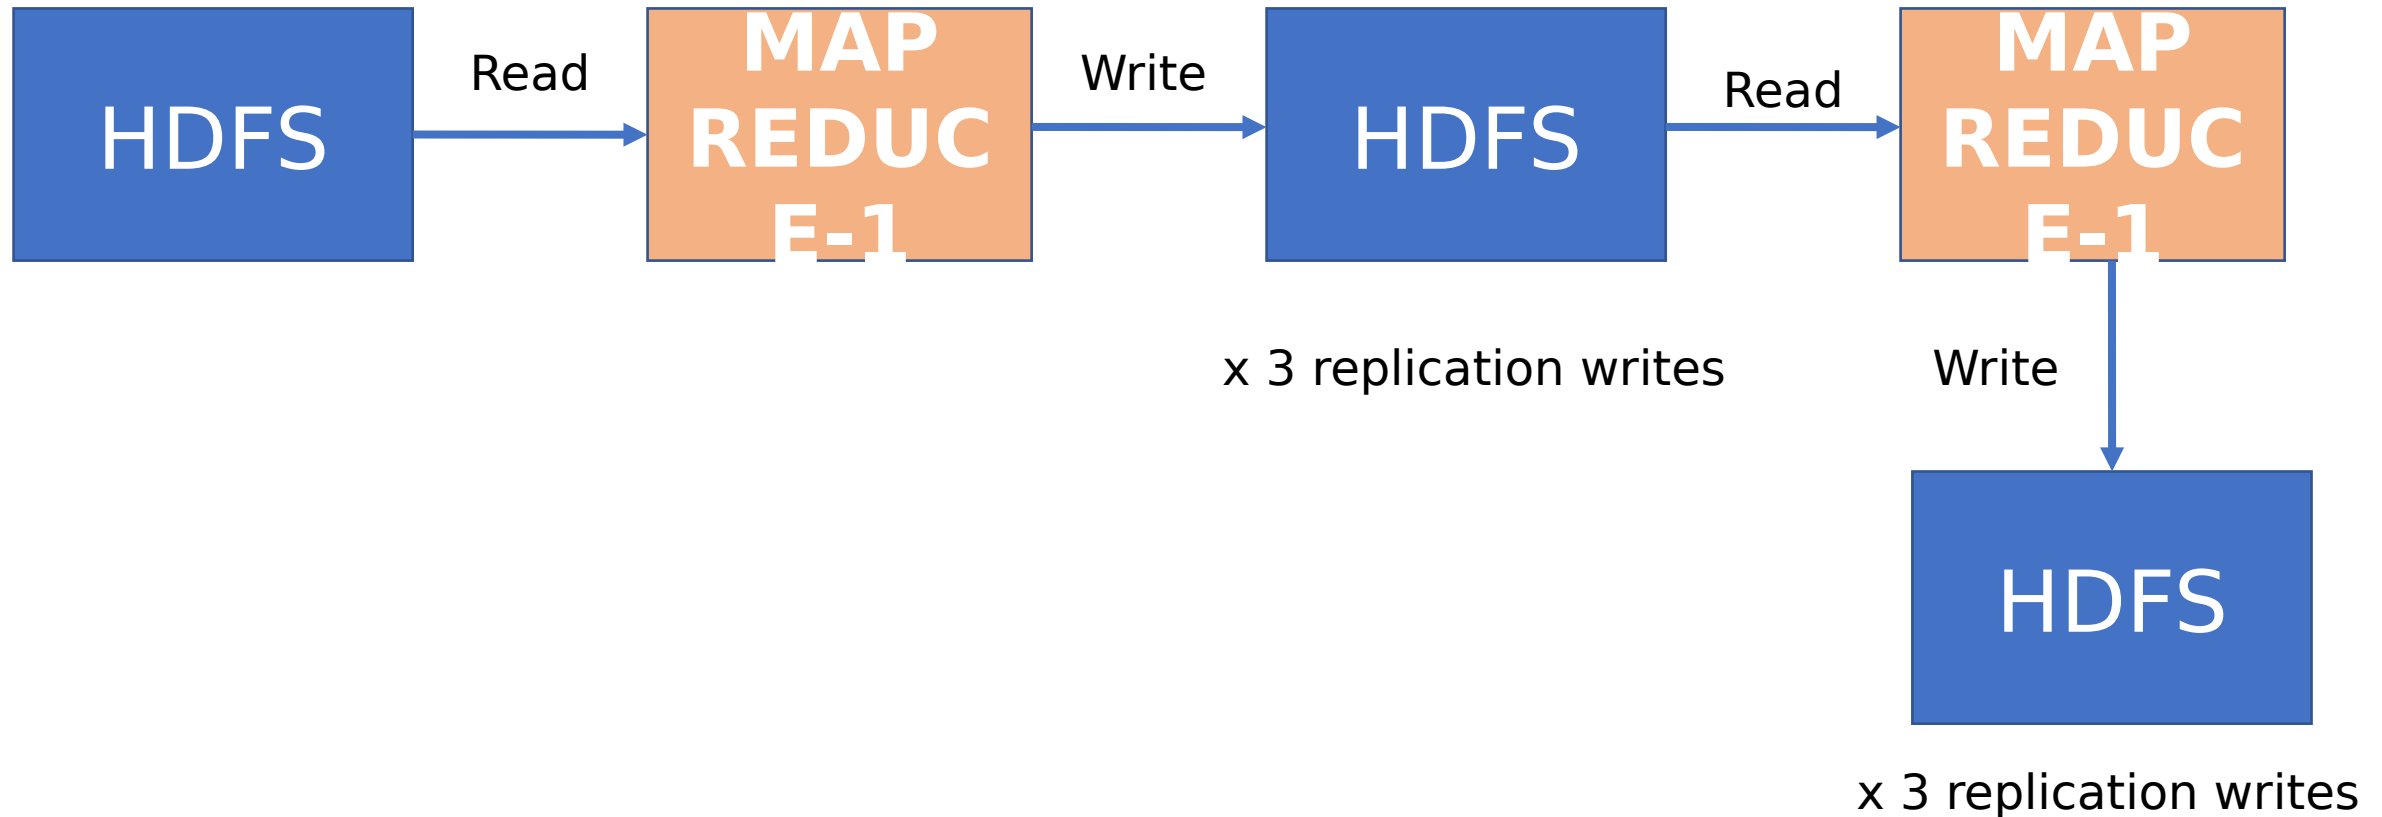 HDFS
Read
MAP
REDUC
E-1
Write
HDFS
Read
MAP
REDUC
E-1
x 3 replication writes
Write
HDFS
x 3 replication writes